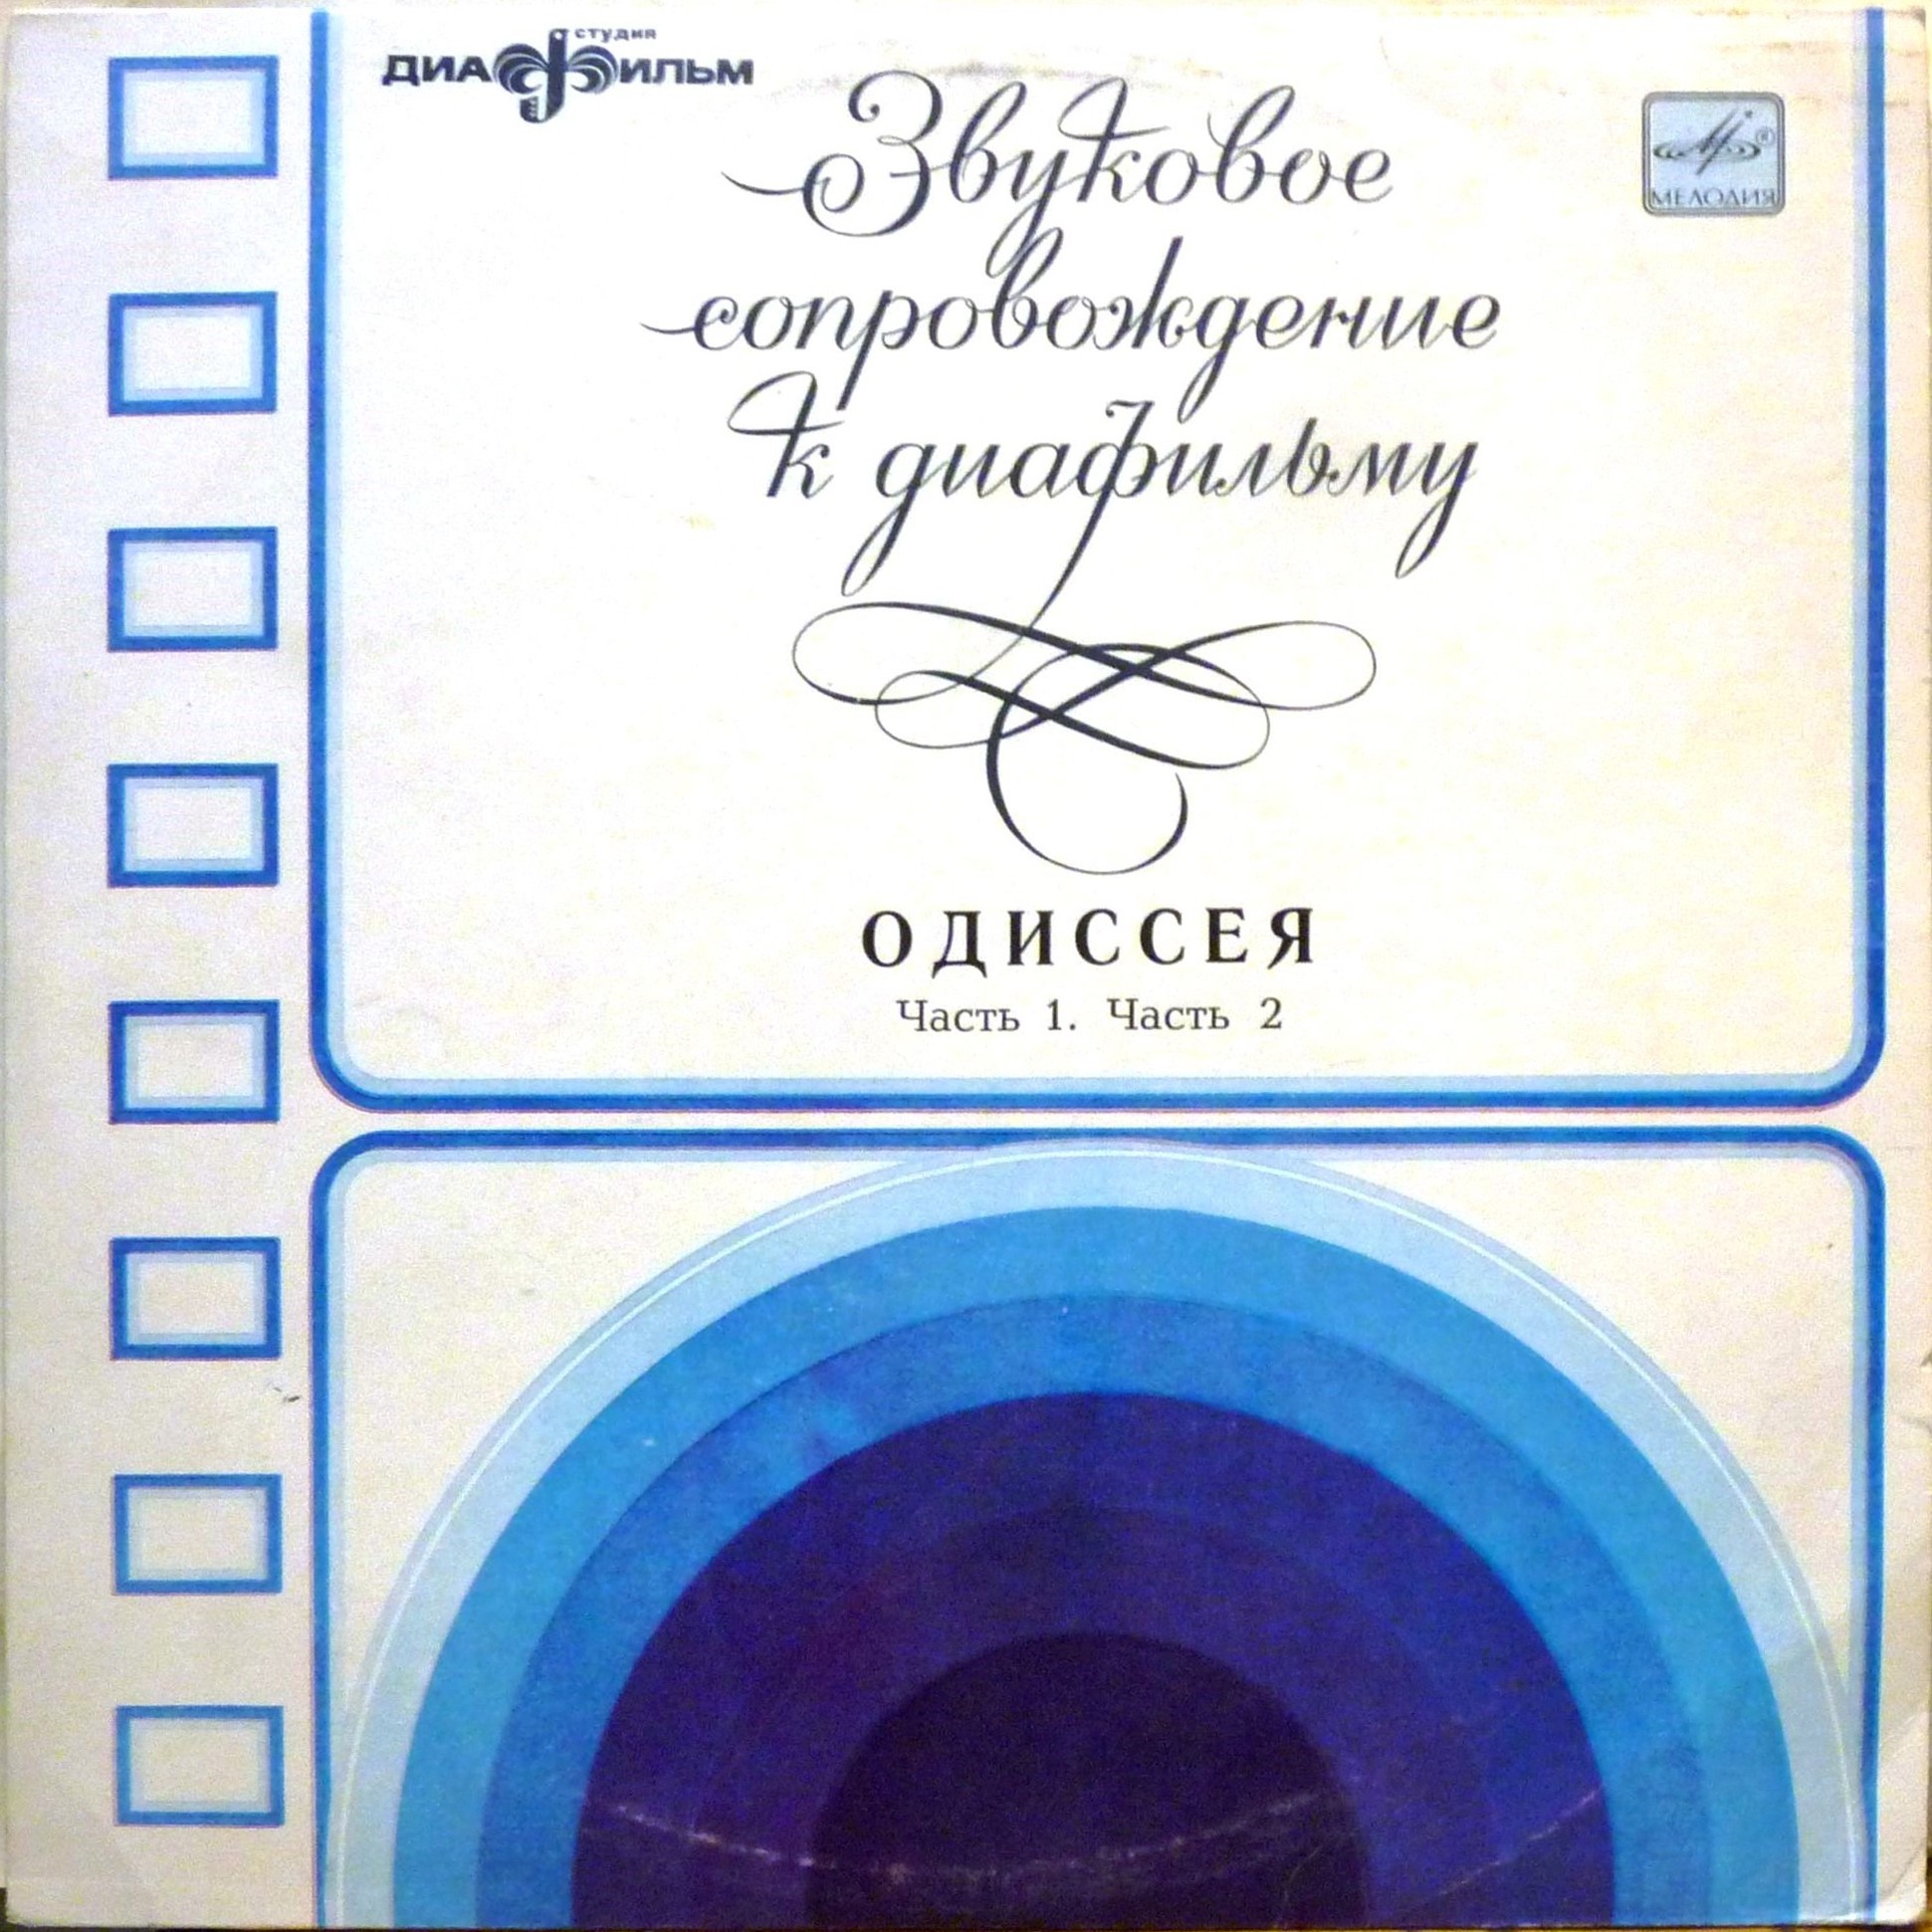 студия
ДИАФИЛЬМ
Звуковое
сопровождение
к диафильму
МЕЛОДИЯ
ОДИССЕЯ
Часть 1. Часть 2